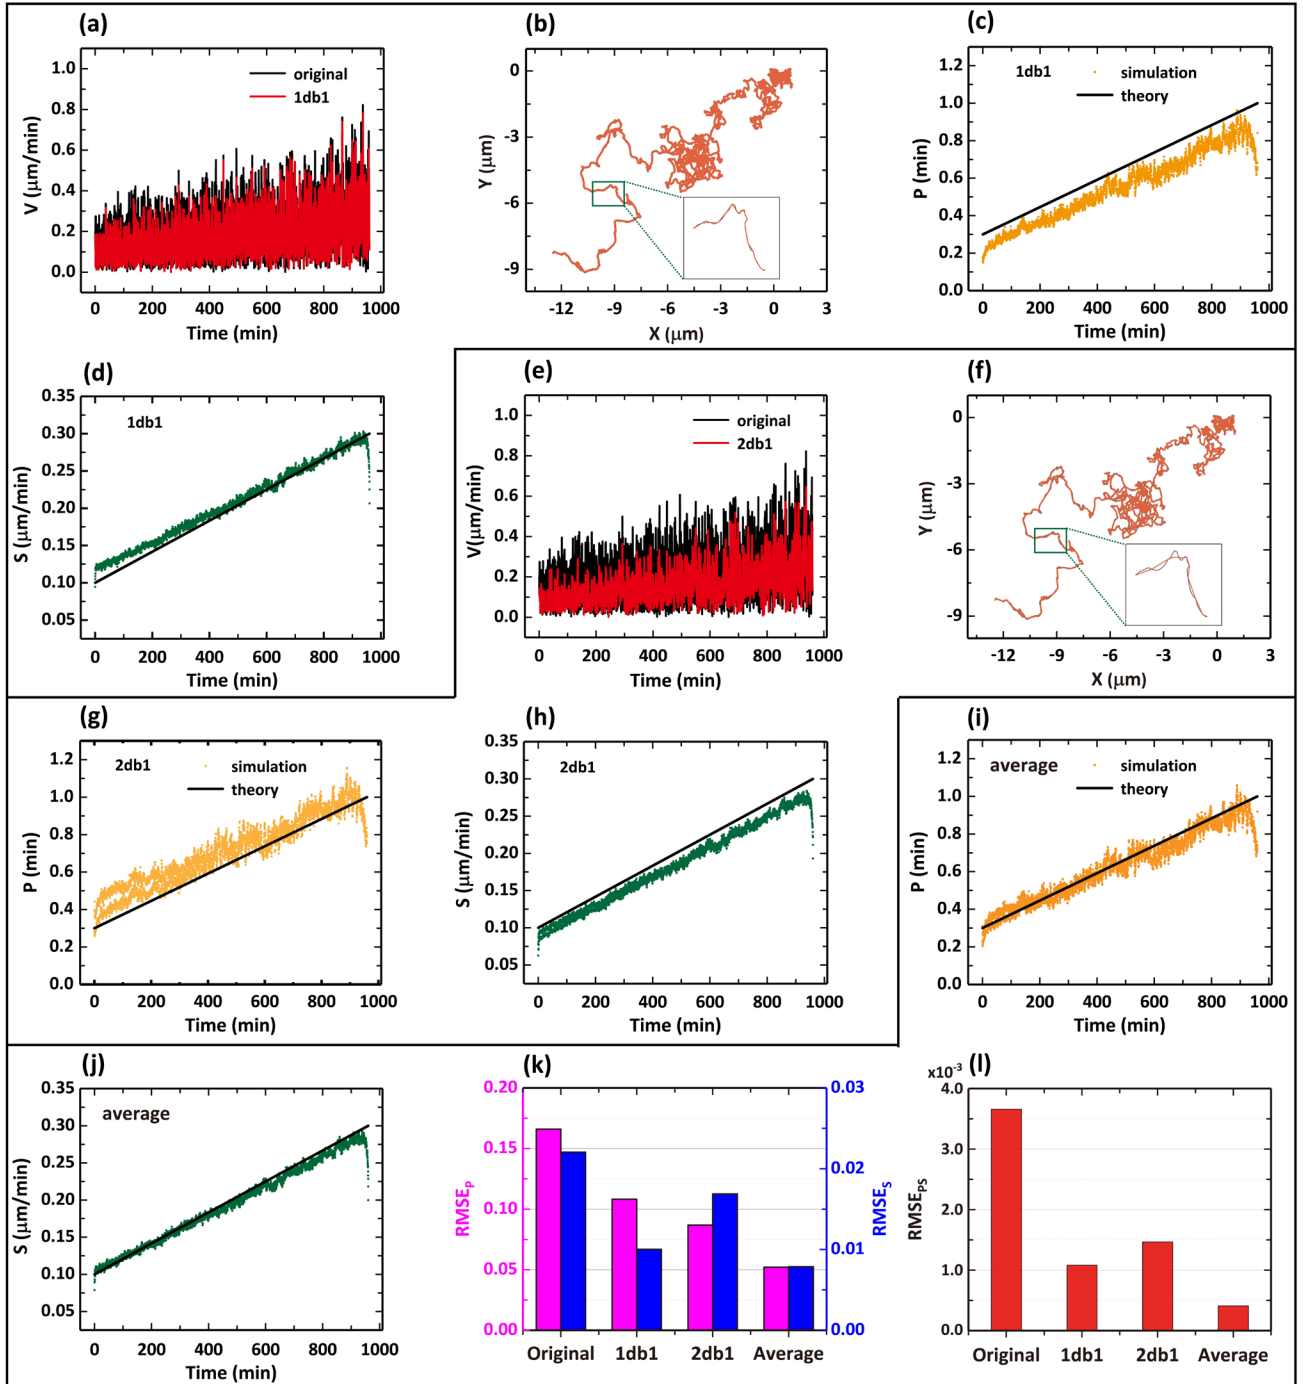 (a)
1.0
0.8
0.6
0.4
0.2
0.0
V (μm/min)
original
1db1
0 200 400 600 800 1000
Time (min)
(b)
0
-3
-6
-9
Y (μm)
-12 -9 -6 -3 0 3
X (μm)
(c)
1.2
1.0
0.8
0.6
0.4
0.2
0.0
P (min)
1db1
simulation
theory
0 200 400 600 800 1000
Time (min)
(d)
0.35
0.30
0.25
0.20
0.15
0.10
0.05
S (μm/min)
1db1
0 200 400 600 800 1000
Time (min)
(e)
1.0
0.8
0.6
0.4
0.2
0.0
V(μm/min)
original
2db1
0 200 400 600 800 1000
Time (min)
(f)
0
-3
-6
-9
Y (μm)
-12 -9 -6 -3 0 3
X (μm)
(g)
1.2
1.0
0.8
0.6
0.4
0.2
0.0
P (min)
2db1
simulation
theory
0 200 400 600 800 1000
Time (min)
(h)
0.35
0.30
0.25
0.20
0.15
0.10
0.05
S (μm/min)
2db1
0 200 400 600 800 1000
Time (min)
(i)
1.2
1.0
0.8
0.6
0.4
0.2
0.0
P (min)
average
simulation
theory
0 200 400 600 800 1000
Time (min)
(j)
0.35
0.30
0.25
0.20
0.15
0.10
0.05
S (μm/min)
average
0 200 400 600 800 1000
Time (min)
(k)
0.20
0.15
0.10
0.05
0.00
RMSE_P
0.03
0.02
0.01
0.00
RMSE_S
Original 1db1 2db1 Average
(l)
x10⁻³
4.0
3.0
2.0
1.0
0.0
RMSE_PS
Original 1db1 2db1 Average